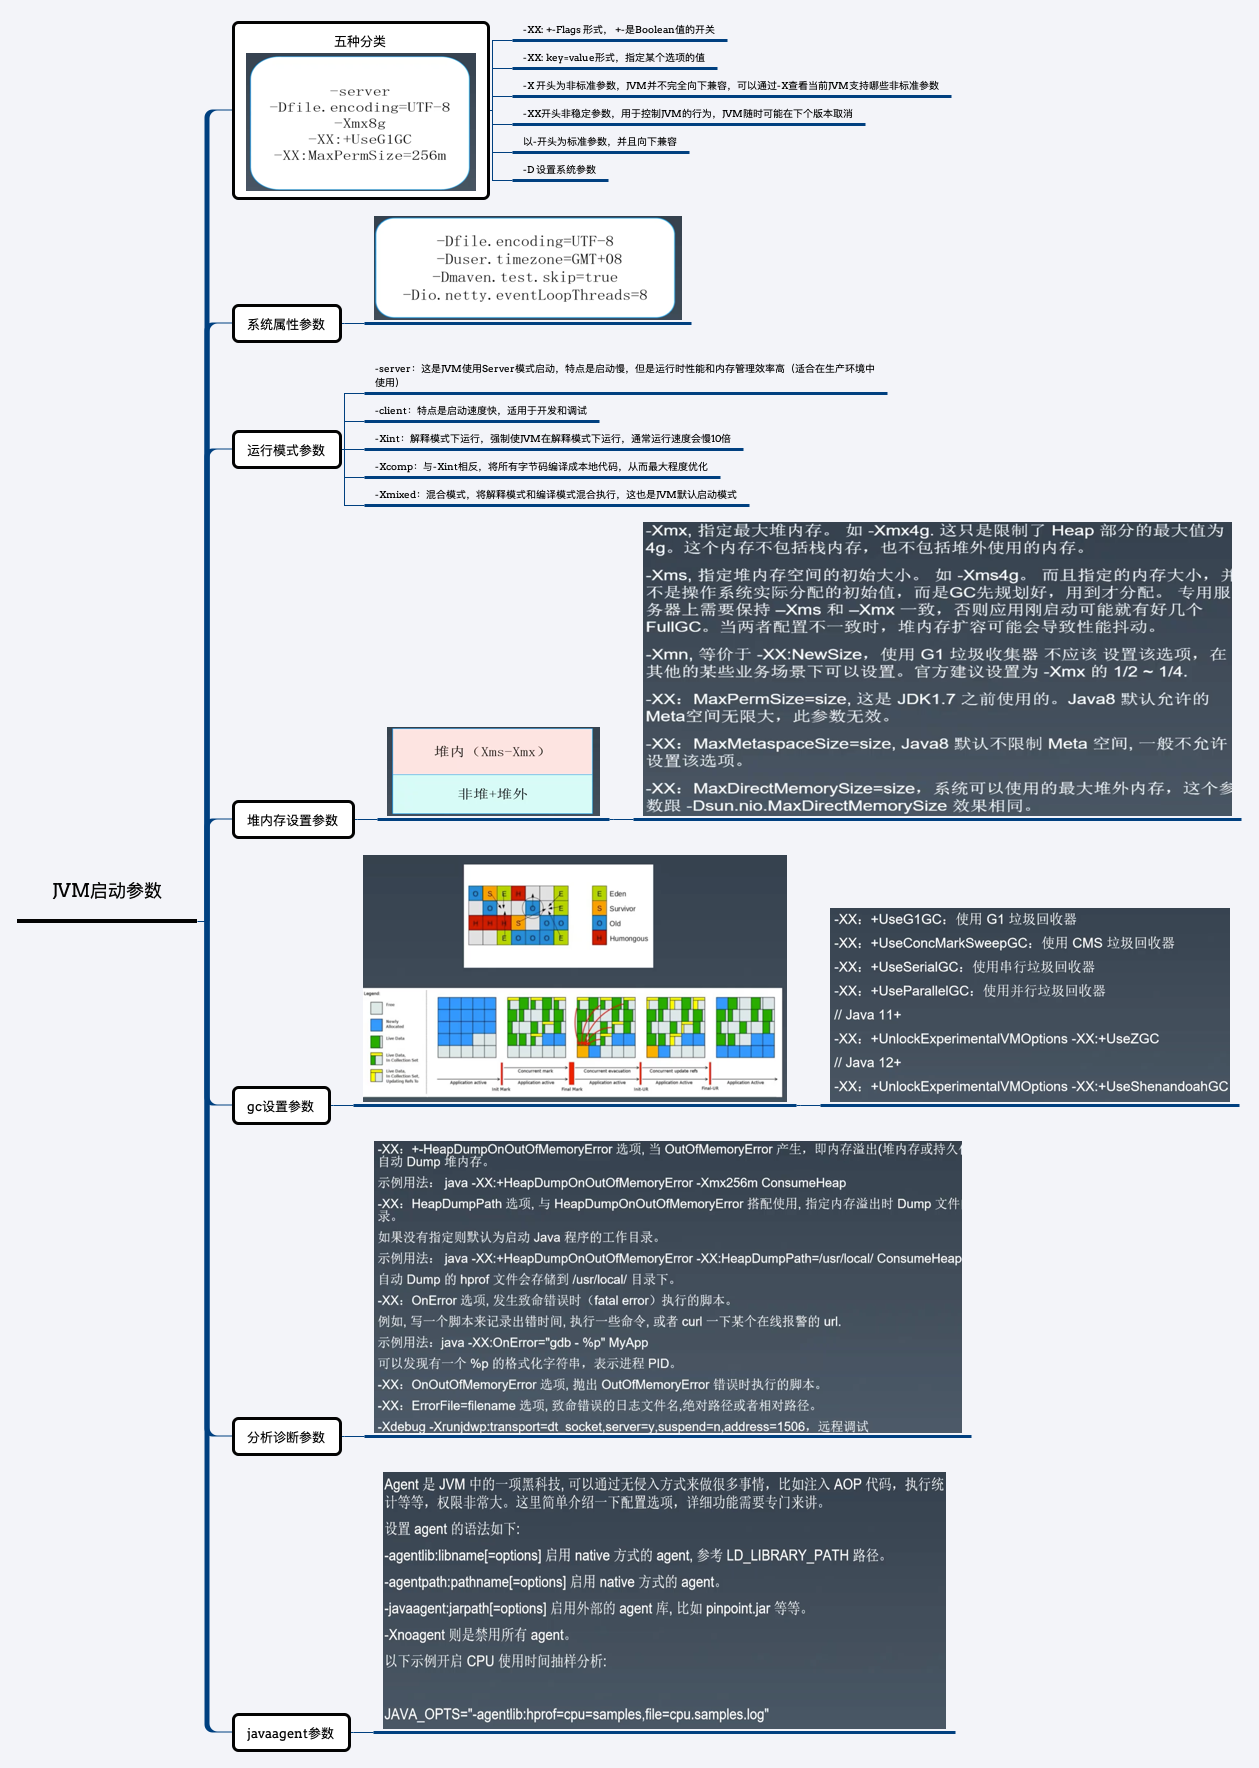 JVM启动参数
五种分类
-server
-Dfile.encoding=UTF-8
-Xmx8g
-XX:+UseG1GC
-XX:MaxPermSize=256m
-XX: +-Flags 形式， +-是Boolean值的开关
-XX: key=value形式，指定某个选项的值
-X 开头为非标准参数，JVM并不完全向下兼容，可以通过-X查看当前JVM支持哪些非标准参数
-XX开头非稳定参数，用于控制JVM的行为，JVM随时可能在下个版本取消
以-开头为标准参数，并且向下兼容
-D 设置系统参数
系统属性参数
-Dfile.encoding=UTF-8
-Duser.timezone=GMT+08
-Dmaven.test.skip=true
-Dio.netty.eventLoopThreads=8
运行模式参数
-server：这是JVM使用Server模式启动，特点是启动慢，但是运行时性能和内存管理效率高（适合在生产环境中
使用）
-client：特点是启动速度快，适用于开发和调试
-Xint：解释模式下运行，强制使JVM在解释模式下运行，通常运行速度会慢10倍
-Xcomp：与-Xint相反，将所有字节码编译成本地代码，从而最大程度优化
-Xmixed：混合模式，将解释模式和编译模式混合执行，这也是JVM默认启动模式
堆内存设置参数
堆内（Xms-Xmx）
非堆+堆外
-Xmx, 指定最大堆内存。 如 -Xmx4g. 这只是限制了 Heap 部分的最大值为
4g。这个内存不包括栈内存，也不包括堆外使用的内存。
-Xms, 指定堆内存空间的初始大小。 如 -Xms4g。 而且指定的内存大小，并
不是操作系统实际分配的初始值，而是GC先规划好，用到才分配。 专用服
务器上需要保持 –Xms 和 –Xmx 一致，否则应用刚启动可能就有好几个
FullGC。当两者配置不一致时，堆内存扩容可能会导致性能抖动。
-Xmn, 等价于 -XX:NewSize，使用 G1 垃圾收集器 不应该 设置该选项，在
其他的某些业务场景下可以设置。官方建议设置为 -Xmx 的 1/2 ~ 1/4.
-XX：MaxPermSize=size, 这是 JDK1.7 之前使用的。Java8 默认允许的
Meta空间无限大，此参数无效。
-XX：MaxMetaspaceSize=size, Java8 默认不限制 Meta 空间, 一般不允许
设置该选项。
-XX：MaxDirectMemorySize=size，系统可以使用的最大堆外内存，这个参
数跟 -Dsun.nio.MaxDirectMemorySize 效果相同。
gc设置参数
O S E H E
O O E
H H H S O O
E O O O E
E Eden
S Survivor
O Old
H Humongous
Legend:
Free
Newly
Allocated
Live Data
Live Data,
In Collection Set
Live Data,
In Collection Set,
Updating Refs To
Concurrent mark
Concurrent evacuation
Concurrent update refs
Application active
Application active
Application active
Application Active
Application Active
Init Mark
Final Mark
Init-UR
Final-UR
-XX：+UseG1GC：使用 G1 垃圾回收器
-XX：+UseConcMarkSweepGC：使用 CMS 垃圾回收器
-XX：+UseSerialGC：使用串行垃圾回收器
-XX：+UseParallelGC：使用并行垃圾回收器
// Java 11+
-XX：+UnlockExperimentalVMOptions -XX:+UseZGC
// Java 12+
-XX：+UnlockExperimentalVMOptions -XX:+UseShenandoahGC
分析诊断参数
-XX：+-HeapDumpOnOutOfMemoryError 选项, 当 OutOfMemoryError 产生，即内存溢出(堆内存或持久
自动 Dump 堆内存。
示例用法： java -XX:+HeapDumpOnOutOfMemoryError -Xmx256m ConsumeHeap
-XX：HeapDumpPath 选项, 与 HeapDumpOnOutOfMemoryError 搭配使用, 指定内存溢出时 Dump 文件
录。
如果没有指定则默认为启动 Java 程序的工作目录。
示例用法： java -XX:+HeapDumpOnOutOfMemoryError -XX:HeapDumpPath=/usr/local/ ConsumeHeap
自动 Dump 的 hprof 文件会存储到 /usr/local/ 目录下。
-XX：OnError 选项, 发生致命错误时（fatal error）执行的脚本。
例如, 写一个脚本来记录出错时间, 执行一些命令, 或者 curl 一下某个在线报警的 url.
示例用法：java -XX:OnError="gdb - %p" MyApp
可以发现有一个 %p 的格式化字符串，表示进程 PID。
-XX：OnOutOfMemoryError 选项, 抛出 OutOfMemoryError 错误时执行的脚本。
-XX：ErrorFile=filename 选项, 致命错误的日志文件名,绝对路径或者相对路径。
-Xdebug -Xrunjdwp:transport=dt_socket,server=y,suspend=n,address=1506，远程调试
javaagent参数
Agent 是 JVM 中的一项黑科技, 可以通过无侵入方式来做很多事情，比如注入 AOP 代码，执行统
计等等，权限非常大。这里简单介绍一下配置选项，详细功能需要专门来讲。
设置 agent 的语法如下:
-agentlib:libname[=options] 启用 native 方式的 agent, 参考 LD_LIBRARY_PATH 路径。
-agentpath:pathname[=options] 启用 native 方式的 agent。
-javaagent:jarpath[=options] 启用外部的 agent 库, 比如 pinpoint.jar 等等。
-Xnoagent 则是禁用所有 agent。
以下示例开启 CPU 使用时间抽样分析:
JAVA_OPTS="-agentlib:hprof=cpu=samples,file=cpu.samples.log"